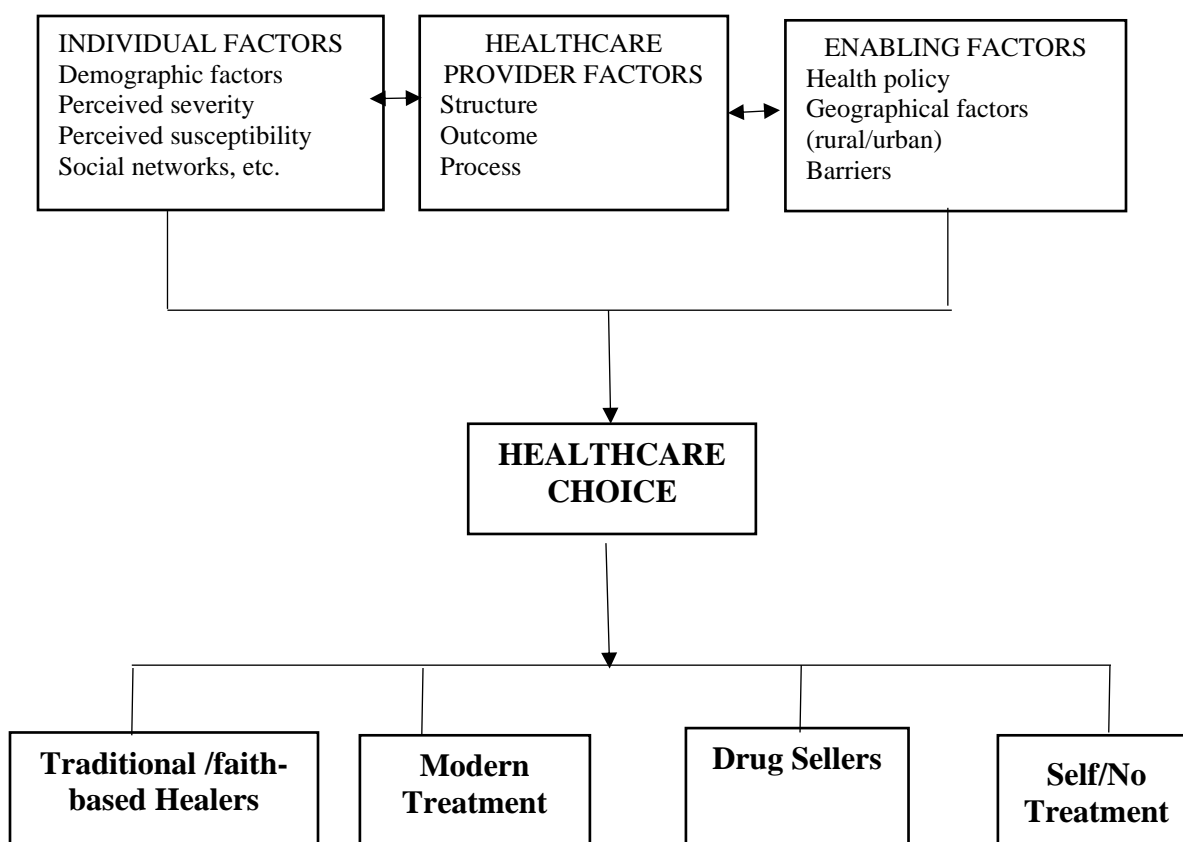 INDIVIDUAL FACTORS
Demographic factors
Perceived severity
Perceived susceptibility
Social networks, etc.
HEALTHCARE
PROVIDER FACTORS
Structure
Outcome
Process
ENABLING FACTORS
Health policy
Geographical factors
(rural/urban)
Barriers
HEALTHCARE
CHOICE
Traditional /faith-
based Healers
Modern
Treatment
Drug Sellers
Self/No
Treatment